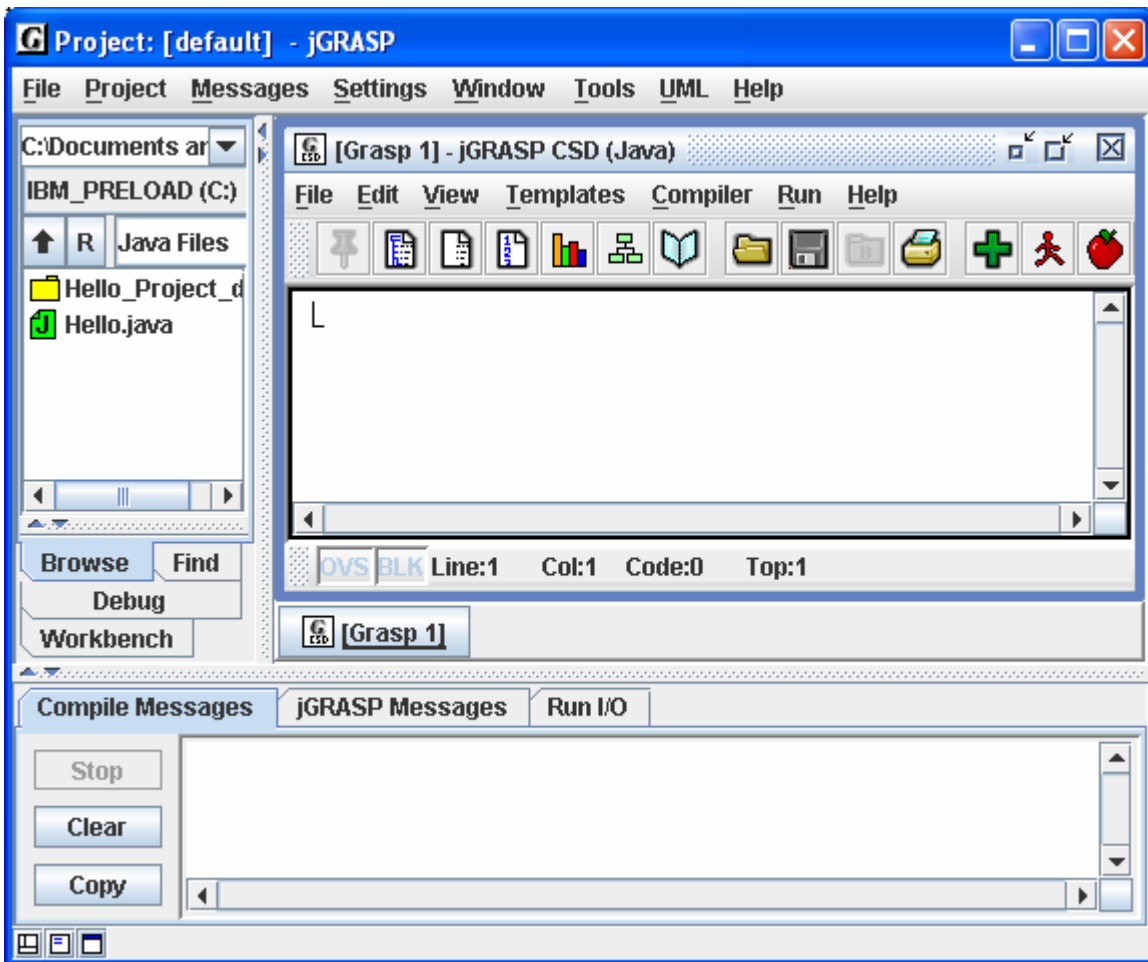 G Project: [default] - jGRASP
File Project Messages Settings Window Tools UML Help
C:\Documents ar
IBM_PRELOAD (C:)
R Java Files
Hello_Project_d
J Hello.java
Browse Find
Debug
Workbench
G CSD [Grasp 1] - jGRASP CSD (Java)
File Edit View Templates Compiler Run Help
B
OVS BLK Line:1 Col:1 Code:0 Top:1
G CSD [Grasp 1]
Compile Messages jGRASP Messages Run I/O
Stop
Clear
Copy